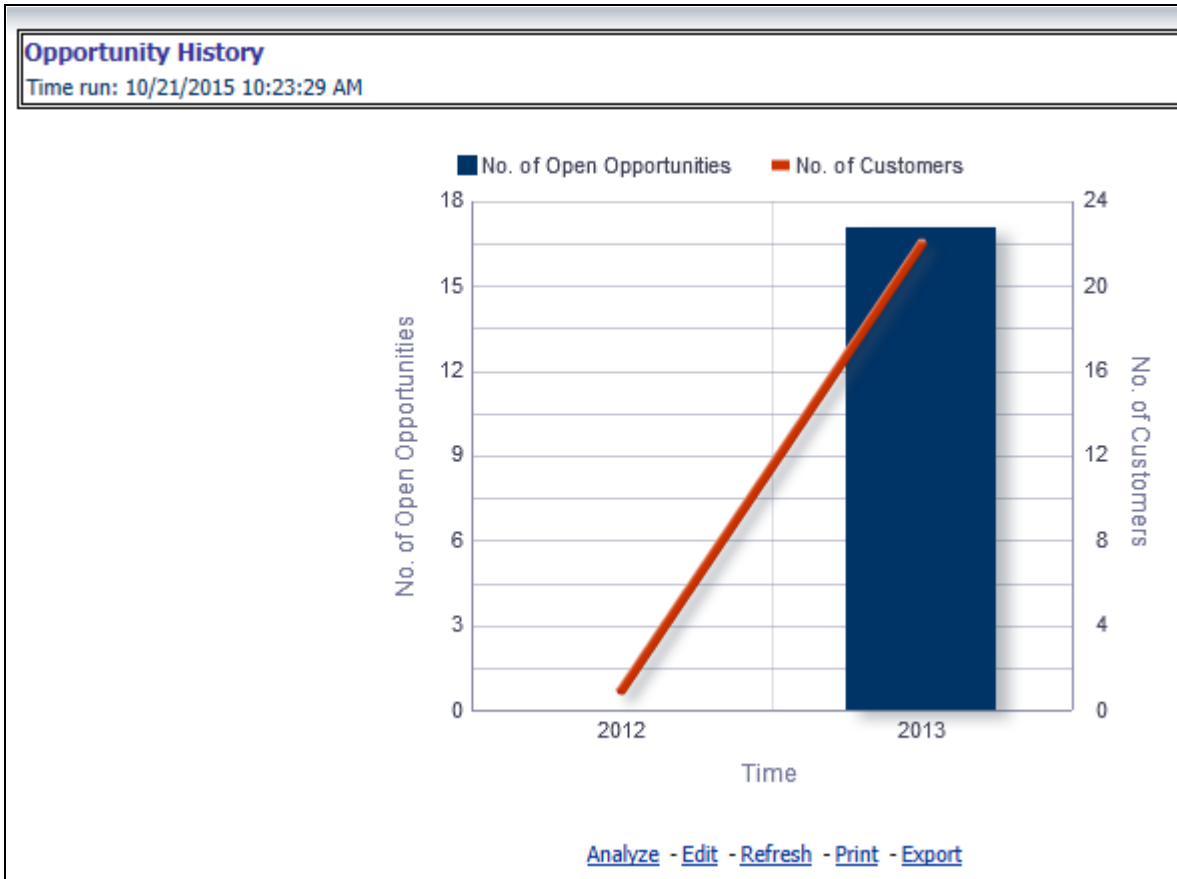 Opportunity History
Time run: 10/21/2015 10:23:29 AM
No. of Open Opportunities No. of Customers
18 24
15 20
12 16
9 12
6 8
3 4
0 0
No. of Open Opportunities
No. of Customers
2012 2013
Time
Analyze - Edit - Refresh - Print - Export